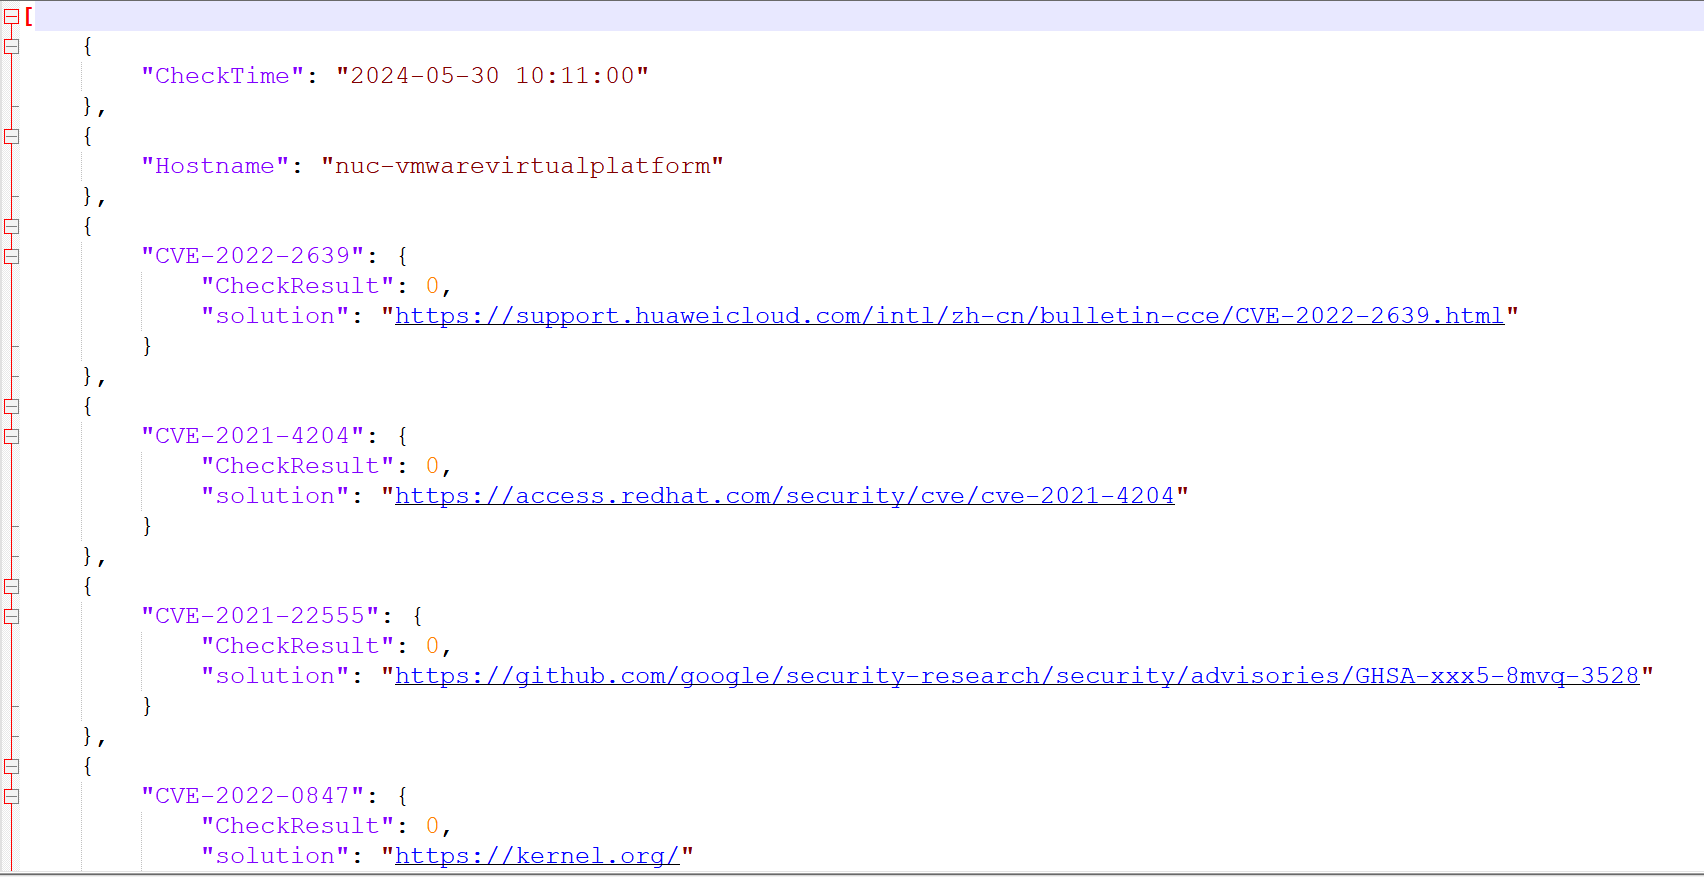 [
{
"CheckTime": "2024-05-30 10:11:00"
},
{
"Hostname": "nuc-vmwarevirtualplatform"
},
{
"CVE-2022-2639": {
"CheckResult": 0,
"solution": "https://support.huaweicloud.com/intl/zh-cn/bulletin-cce/CVE-2022-2639.html"
}
},
{
"CVE-2021-4204": {
"CheckResult": 0,
"solution": "https://access.redhat.com/security/cve/cve-2021-4204"
}
},
{
"CVE-2021-22555": {
"CheckResult": 0,
"solution": "https://github.com/google/security-research/security/advisories/GHSA-xxx5-8mvq-3528"
}
},
{
"CVE-2022-0847": {
"CheckResult": 0,
"solution": "https://kernel.org/"